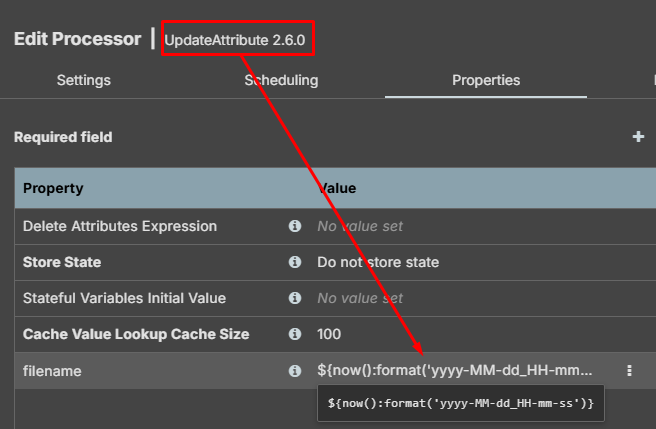 Edit Processor | UpdateAttribute 2.6.0
Settings Scheduling Properties
Required field +
Property Value
Delete Attributes Expression No value set
Store State Do not store state
Stateful Variables Initial Value No value set
Cache Value Lookup Cache Size 100
filename ${now():format('yyyy-MM-dd_HH-mm...
${now():format('yyyy-MM-dd_HH-mm-ss')}